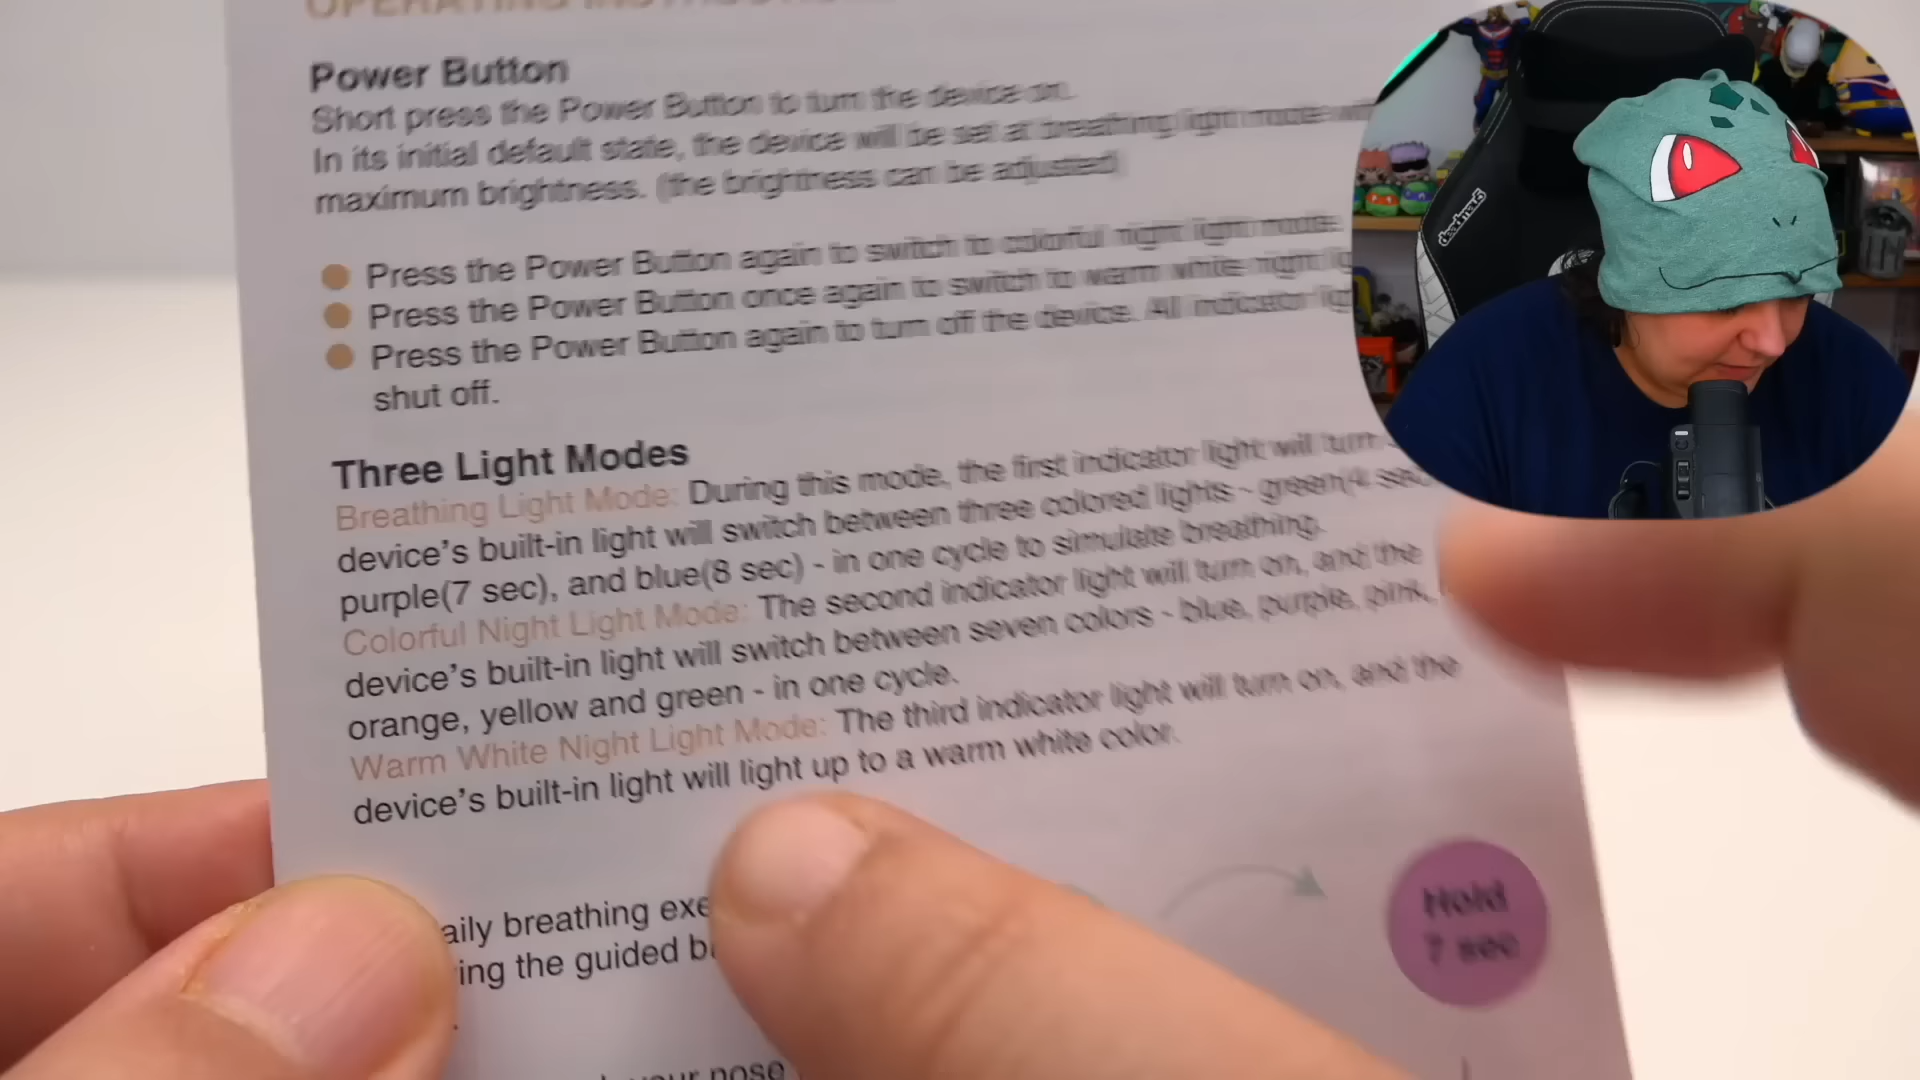 OPERATING INSTRUC
Power Button
Short press the Power Button to turn the device on.
In its initial default state, the device will be set at breathing light mode with
maximum brightness. (the brightness can be adjusted)
Press the Power Button again to switch to colorful night light mode.
Press the Power Button once again to switch to warm white night lig
Press the Power Button again to turn off the device. All indicator lig
shut off.
Three Light Modes
Breathing Light Mode: During this mode, the first indicator light will turn
device's built-in light will switch between three colored lights - green(4 sec
purple(7 sec), and blue(8 sec) - in one cycle to simulate breathing.
Colorful Night Light Mode: The second indicator light will turn on, and the
device's built-in light will switch between seven colors - blue, purple, pink,
orange, yellow and green - in one cycle.
Warm White Night Light Mode: The third indicator light will turn on, and the
device's built-in light will light up to a warm white color.
aily breathing exe
ing the guided b
Hold
7 sec
your nose
deadmau5